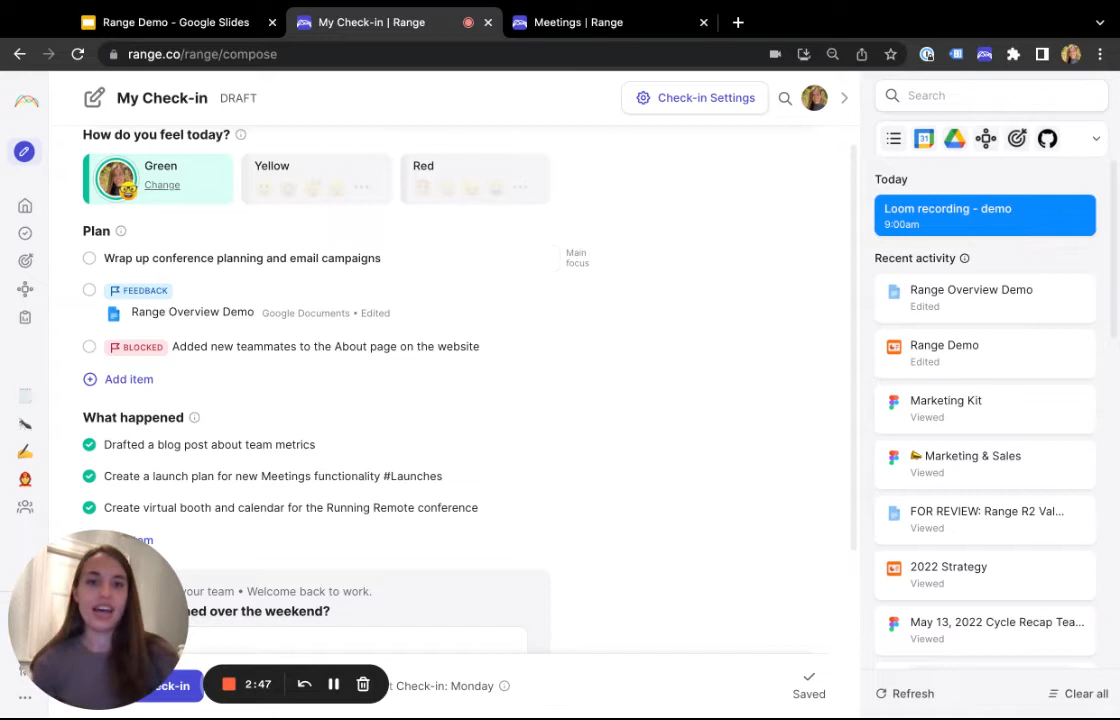 Range Demo - Google Slides
My Check-in | Range
Meetings | Range
range.co/range/compose
My Check-in DRAFT
Check-in Settings
How do you feel today?
Green
Change
Yellow
Red
Plan
Wrap up conference planning and email campaigns
Main
focus
FEEDBACK
Range Overview Demo Google Documents • Edited
BLOCKED Added new teammates to the About page on the website
Add item
What happened
Drafted a blog post about team metrics
Create a launch plan for new Meetings functionality #Launches
Create virtual booth and calendar for the Running Remote conference
your team • Welcome back to work.
over the weekend?
2:47
Check-in: Monday
Saved
Search
31
Today
Loom recording - demo
9:00am
Recent activity
Range Overview Demo
Edited
Range Demo
Edited
Marketing Kit
Viewed
Marketing & Sales
Viewed
FOR REVIEW: Range R2 Val...
Viewed
2022 Strategy
Viewed
May 13, 2022 Cycle Recap Tea...
Viewed
Refresh
Clear all